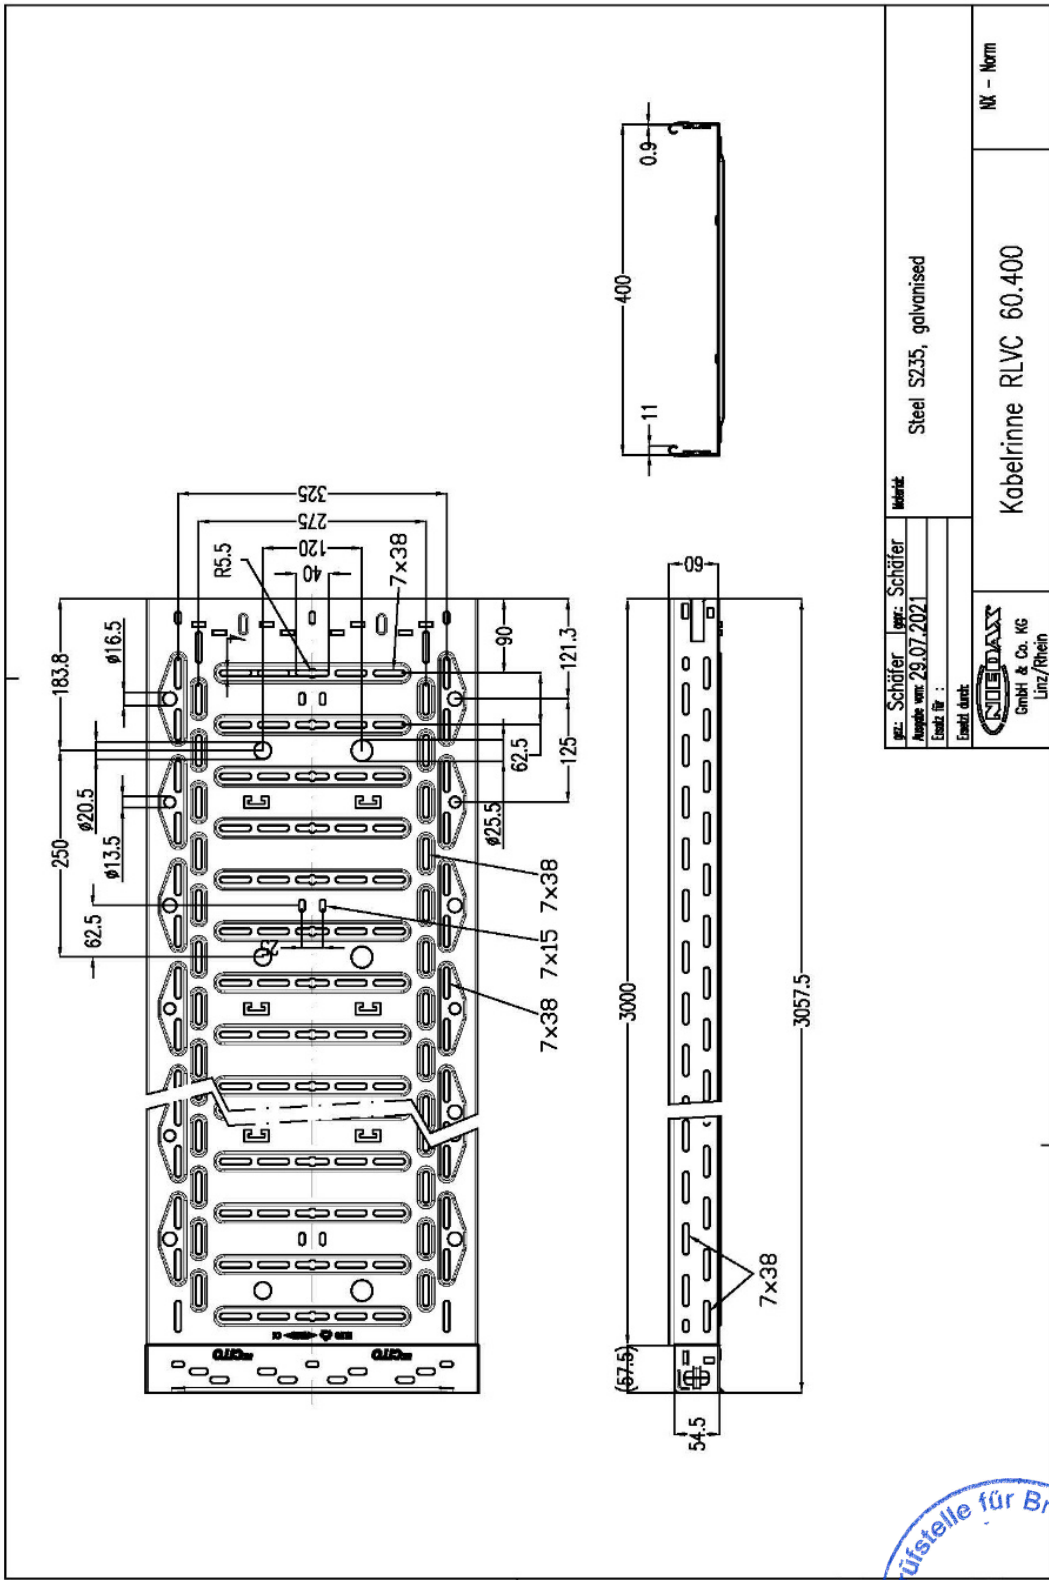 325
275
120
40
R5.5
7x38
183.8
ø16.5
90
121.3
250
ø20.5
ø13.5
62.5
62.5
125
ø25.5
25
7x38
7x15
7x38
400
0.9
11
60
3000
3057.5
7x38
(57.5)
54.5
gez.: Schäfer
gepr.: Schäfer
Ausgabe vom: 29.07.2021
Ersatz für :
Ersetzt durch:
Material:
Steel S235, galvanised
NIEDAX
GmbH & Co. KG
Linz/Rhein
Kabelrinne RLVC 60.400
NX - Norm
üfstelle für Br